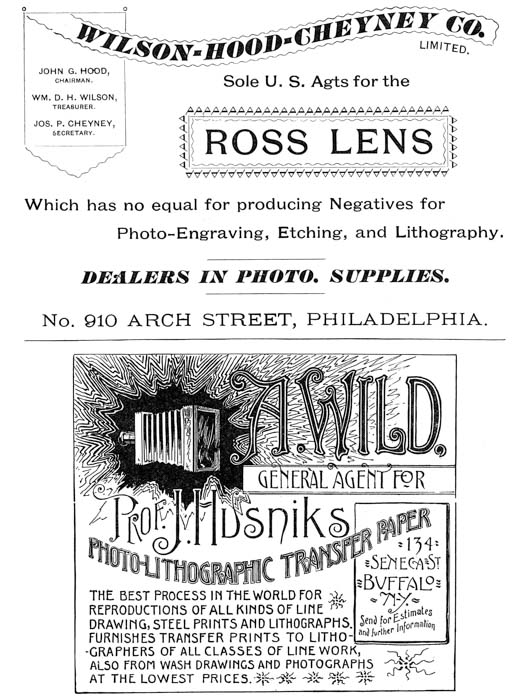 WILSON-HOOD-CHEYNEY CO.
LIMITED.
JOHN G. HOOD,
CHAIRMAN.
WM. D. H. WILSON,
TREASURER.
JOS. P. CHEYNEY,
SECRETARY.
Sole U. S. Agts for the
ROSS LENS
Which has no equal for producing Negatives for
Photo-Engraving, Etching, and Lithography.
DEALERS IN PHOTO. SUPPLIES.
No. 910 ARCH STREET, PHILADELPHIA.
A. WILD,
GENERAL AGENT FOR
PROF. J. HUSNIKS
PHOTO-LITHOGRAPHIC TRANSFER PAPER
134
SENECA ST
BUFFALO
N.Y.
Send for Estimates
and further Information
THE BEST PROCESS IN THE WORLD FOR
REPRODUCTIONS OF ALL KINDS OF LINE
DRAWING, STEEL PRINTS AND LITHOGRAPHS.
FURNISHES TRANSFER PRINTS TO LITHO-
-GRAPHERS OF ALL CLASSES OF LINE WORK,
ALSO FROM WASH DRAWINGS AND PHOTOGRAPHS
AT THE LOWEST PRICES.